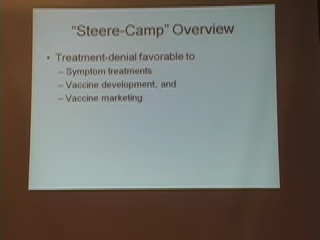 "Steere-Camp" Overview
• Treatment-denial favorable to
– Symptom treatments
– Vaccine development, and
– Vaccine marketing